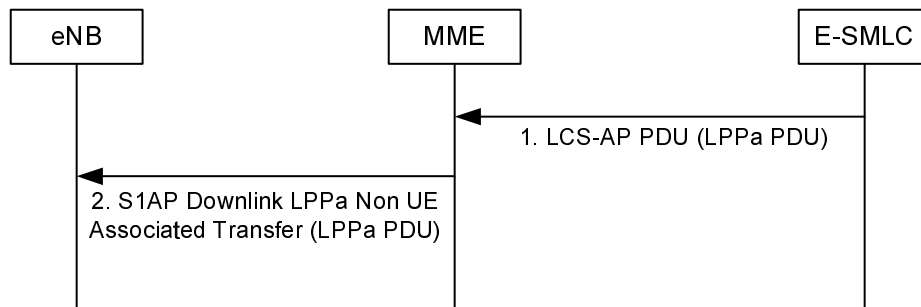 eNB
MME
E-SMLC
1. LCS-AP PDU (LPPa PDU)
2. S1AP Downlink LPPa Non UE
Associated Transfer (LPPa PDU)